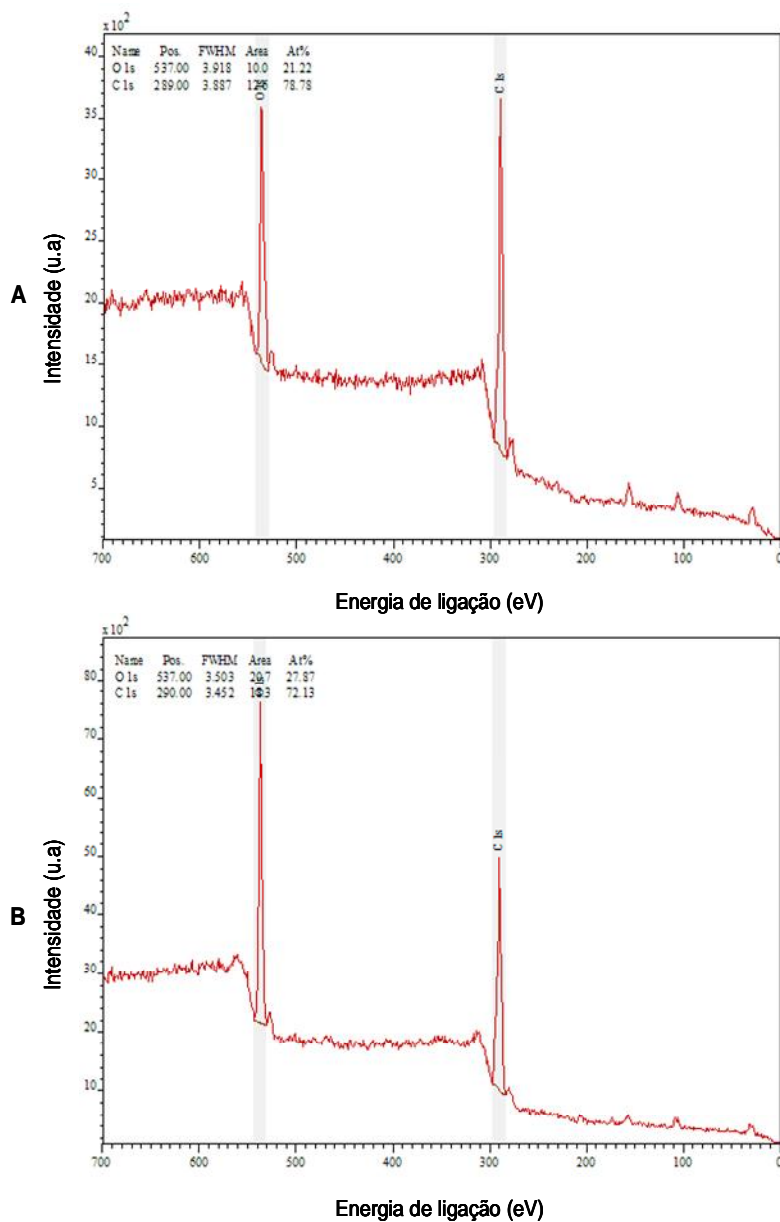 x10²
Name Pos. FWHM Area At%
O 1s 537.00 3.918 10.0 21.22
C 1s 289.00 3.887 78.78
C 1s
40
35
30
25
20
15
10
5
A
Intensidade (u.a)
700 600 500 400 300 200 100 0
Energia de ligação (eV)
x10²
Name Pos. FWHM Area At%
O 1s 537.00 3.503 27.87
C 1s 290.00 3.452 72.13
C 1s
80
70
60
50
40
30
20
10
B
Intensidade (u.a)
700 600 500 400 300 200 100 0
Energia de ligação (eV)